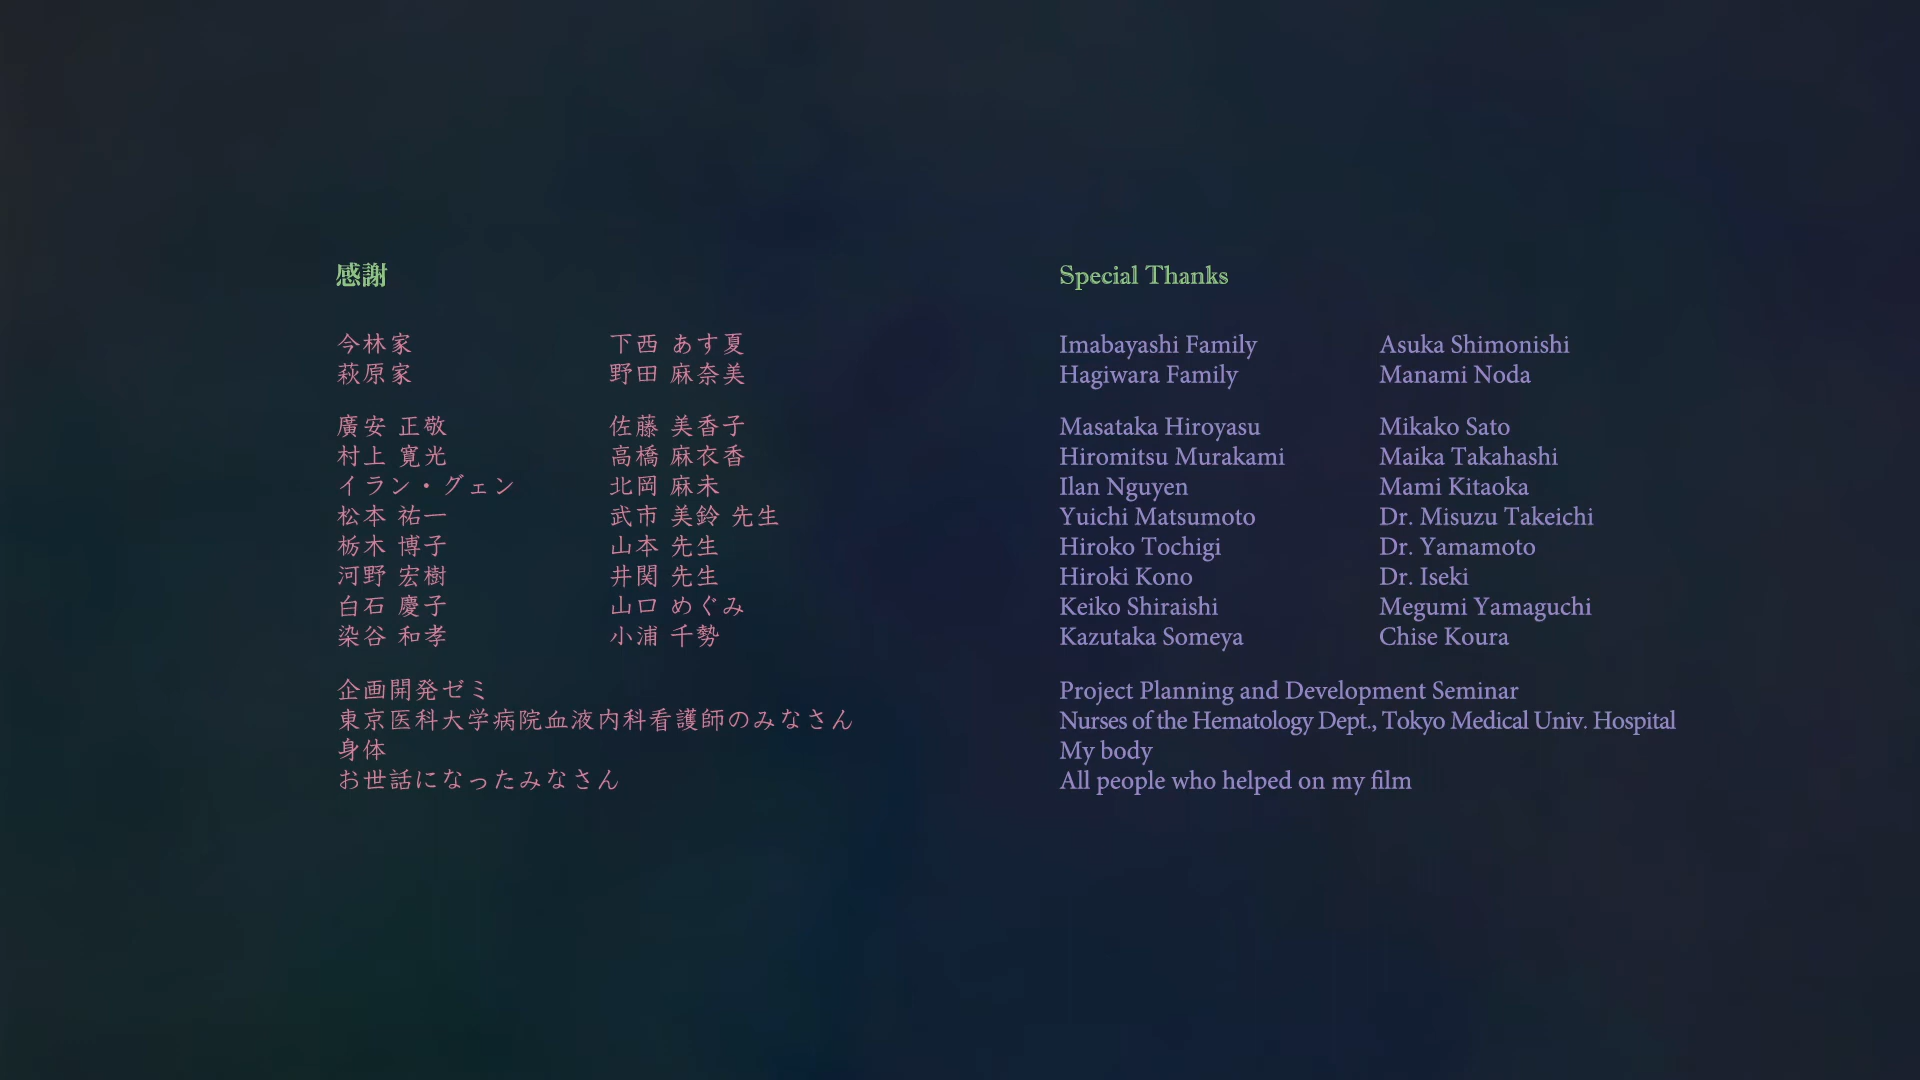 感謝
今林家
萩原家
廣安 正敬
村上 寛光
イラン・グェン
松本 祐一
栃木 博子
河野 宏樹
白石 慶子
染谷 和孝
下西 あす夏
野田 麻奈美
佐藤 美香子
高橋 麻衣香
北岡 麻未
武市 美鈴 先生
山本 先生
井関 先生
山口 めぐみ
小浦 千勢
企画開発ゼミ
東京医科大学病院血液内科看護師のみなさん
身体
お世話になったみなさん
Special Thanks
Imabayashi Family
Hagiwara Family
Masataka Hiroyasu
Hiromitsu Murakami
Ilan Nguyen
Yuichi Matsumoto
Hiroko Tochigi
Hiroki Kono
Keiko Shiraishi
Kazutaka Someya
Asuka Shimonishi
Manami Noda
Mikako Sato
Maika Takahashi
Mami Kitaoka
Dr. Misuzu Takeichi
Dr. Yamamoto
Dr. Iseki
Megumi Yamaguchi
Chise Koura
Project Planning and Development Seminar
Nurses of the Hematology Dept., Tokyo Medical Univ. Hospital
My body
All people who helped on my film